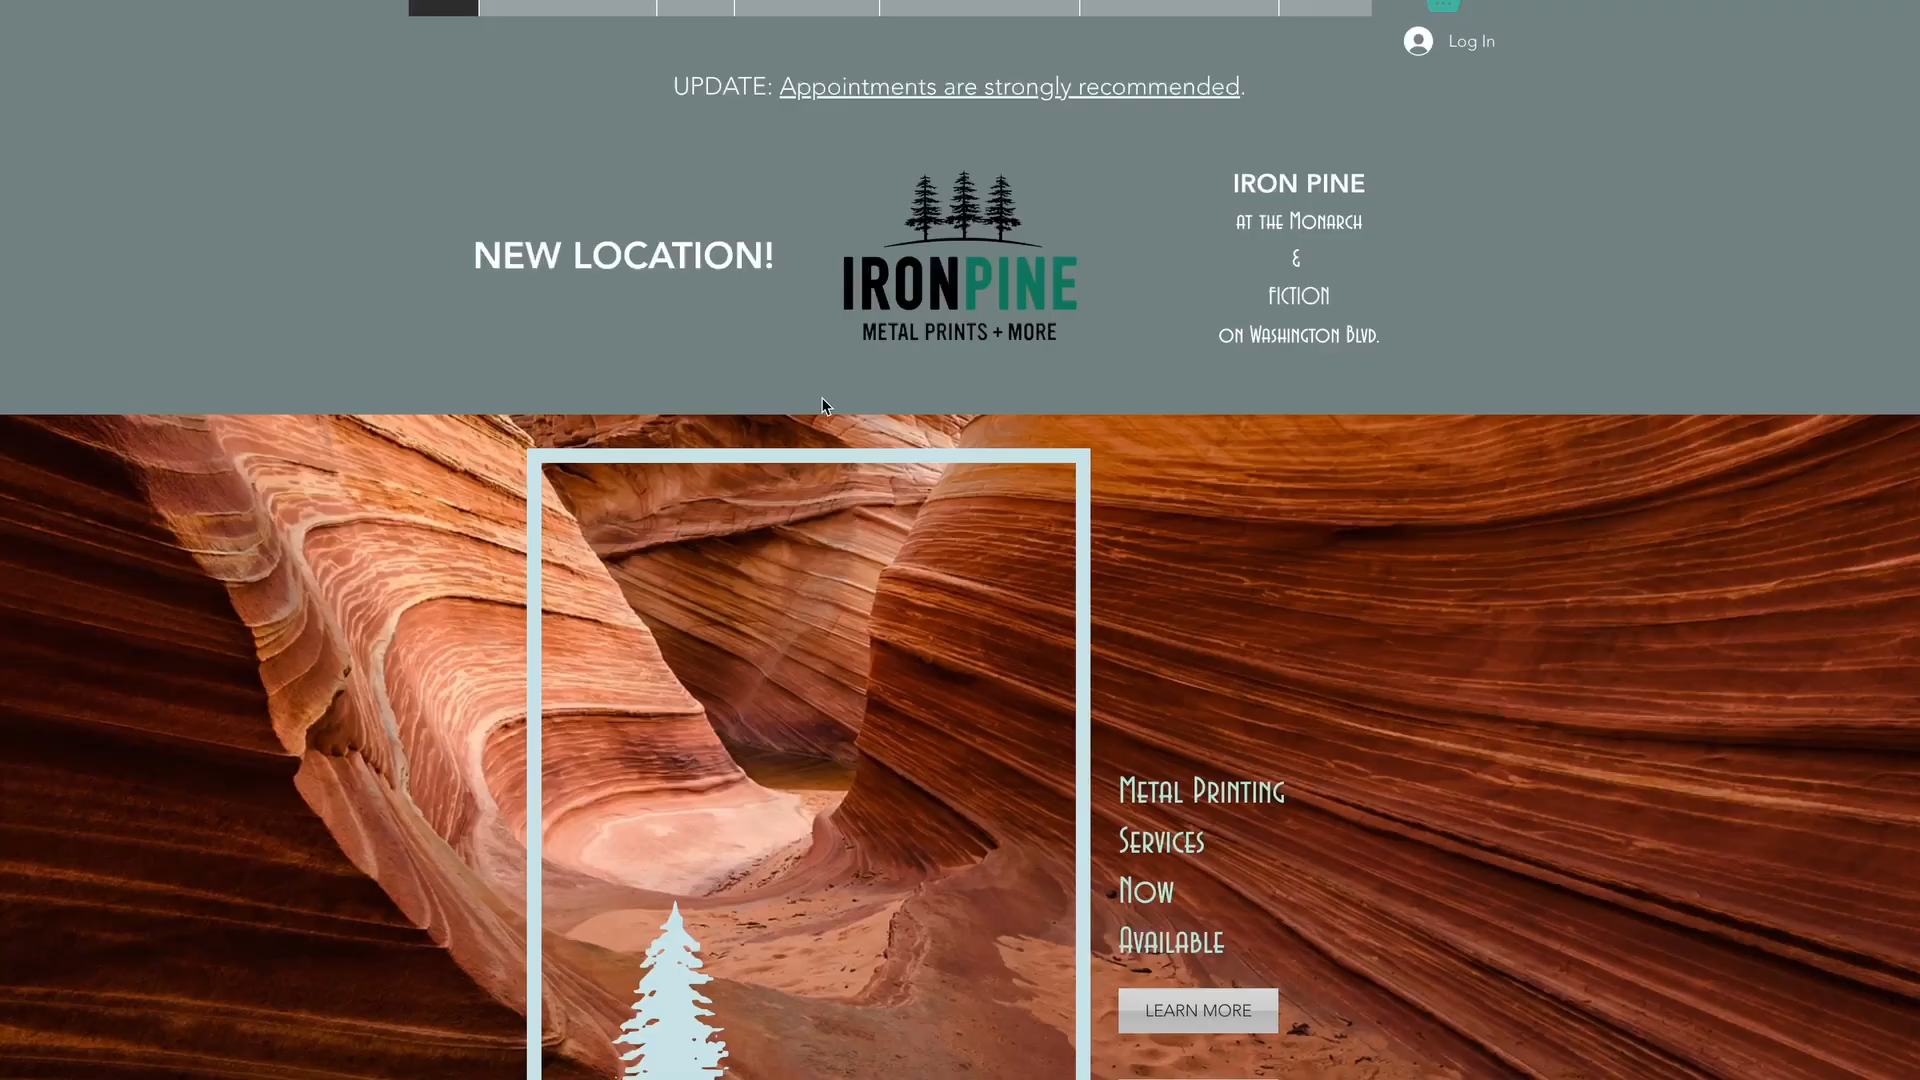 Log In
UPDATE: Appointments are strongly recommended.
NEW LOCATION!
IRONPINE
METAL PRINTS + MORE
IRON PINE
AT THE MONARCH
&
FICTION
ON WASHINGTON BLVD.
METAL PRINTING
SERVICES
NOW
AVAILABLE
LEARN MORE